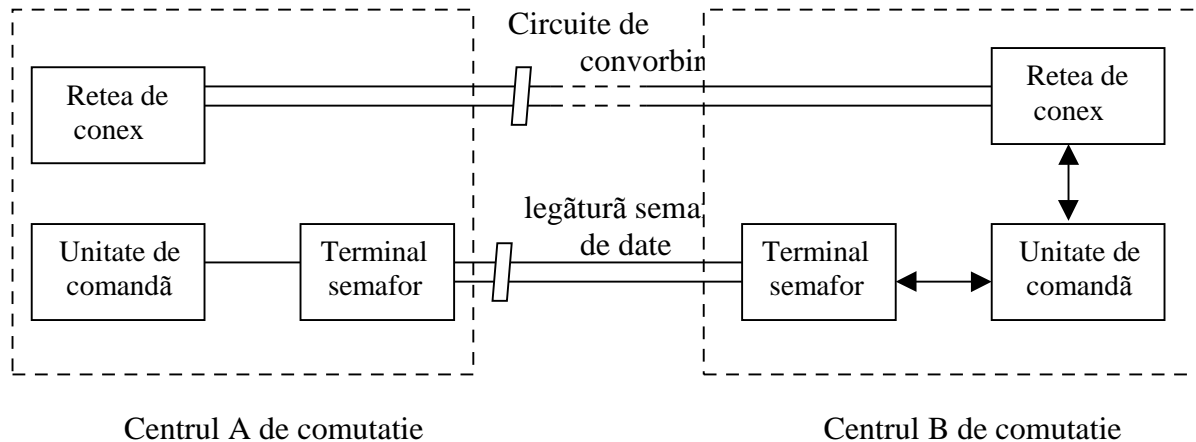 Circuite de
convorbir
Retea de
conex
Retea de
conex
legãturã sema
de date
Unitate de
comandã
Terminal
semafor
Terminal
semafor
Unitate de
comandã
Centrul A de comutatie
Centrul B de comutatie